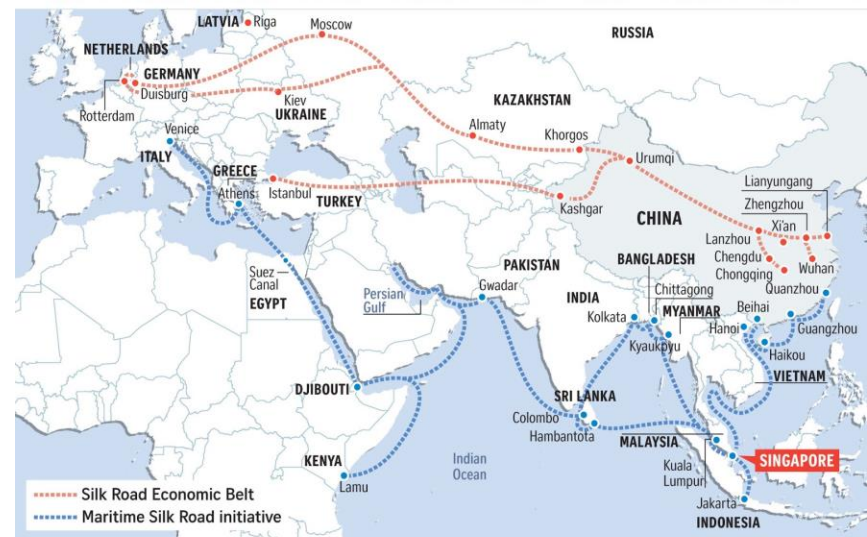 LATVIA
Riga
Moscow
RUSSIA
NETHERLANDS
GERMANY
Duisburg
Rotterdam
Kiev
UKRAINE
KAZAKHSTAN
Venice
Almaty
Khorgos
ITALY
Urumqi
GREECE
Athens
Istanbul
TURKEY
Kashgar
Lianyungang
Zhengzhou
CHINA
Xi'an
Lanzhou
Chengdu
Chongqing
Wuhan
Quanzhou
Suez
Canal
EGYPT
Persian
Gulf
PAKISTAN
Gwadar
BANGLADESH
INDIA
Chittagong
Kolkata
MYANMAR
Kyaukpyu
Beihai
Hanoi
Guangzhou
Haikou
VIETNAM
DJIBOUTI
SRI LANKA
Colombo
Hambantota
MALAYSIA
KENYA
Lamu
Indian
Ocean
Kuala
Lumpur
SINGAPORE
Jakarta
INDONESIA
Silk Road Economic Belt
Maritime Silk Road initiative